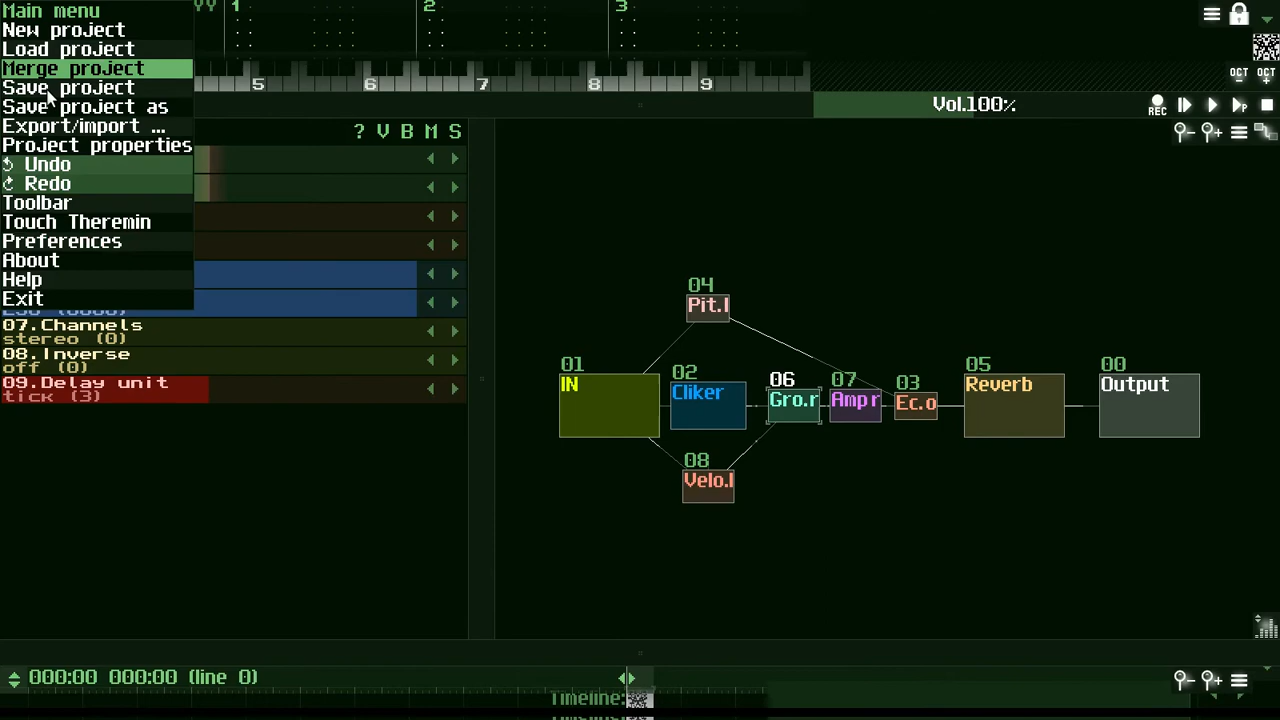 Main menu
New project
Load project
Merge project
Save project
Save project as
Export/import ...
Project properties
Undo
Redo
Toolbar
Touch Theremin
Preferences
About
Help
Exit
1 2 3
5 6 7 8 9
OCT OCT
Vol.100%
REC
? V B M S
07.Channels
stereo (0)
08.Inverse
off (0)
09.Delay unit
tick (3)
04
Pit.l
01
IN
02
Cliker
06
Gro.r
07
Amp r
03
Ec.o
05
Reverb
00
Output
08
Velo.l
000:00 000:00 (line 0)
Timeline: